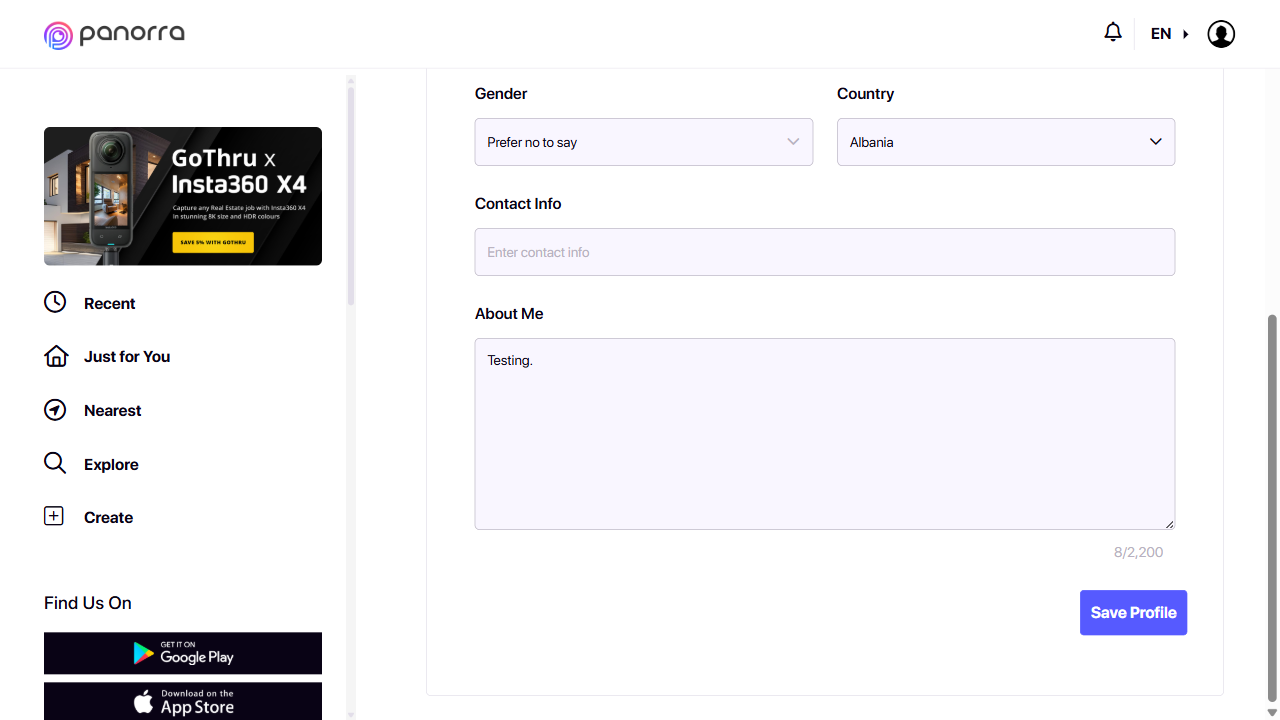 panorra
EN
GoThru x
Insta360 X4
Capture any Real Estate job with Insta360 X4
in stunning 8K size and HDR colours
SAVE 5% WITH GOTHRU
Recent
Just for You
Nearest
Explore
Create
Find Us On
GET IT ON
Google Play
Download on the
App Store
Gender
Country
Prefer no to say
Albania
Contact Info
Enter contact info
About Me
Testing.
8/2,200
Save Profile